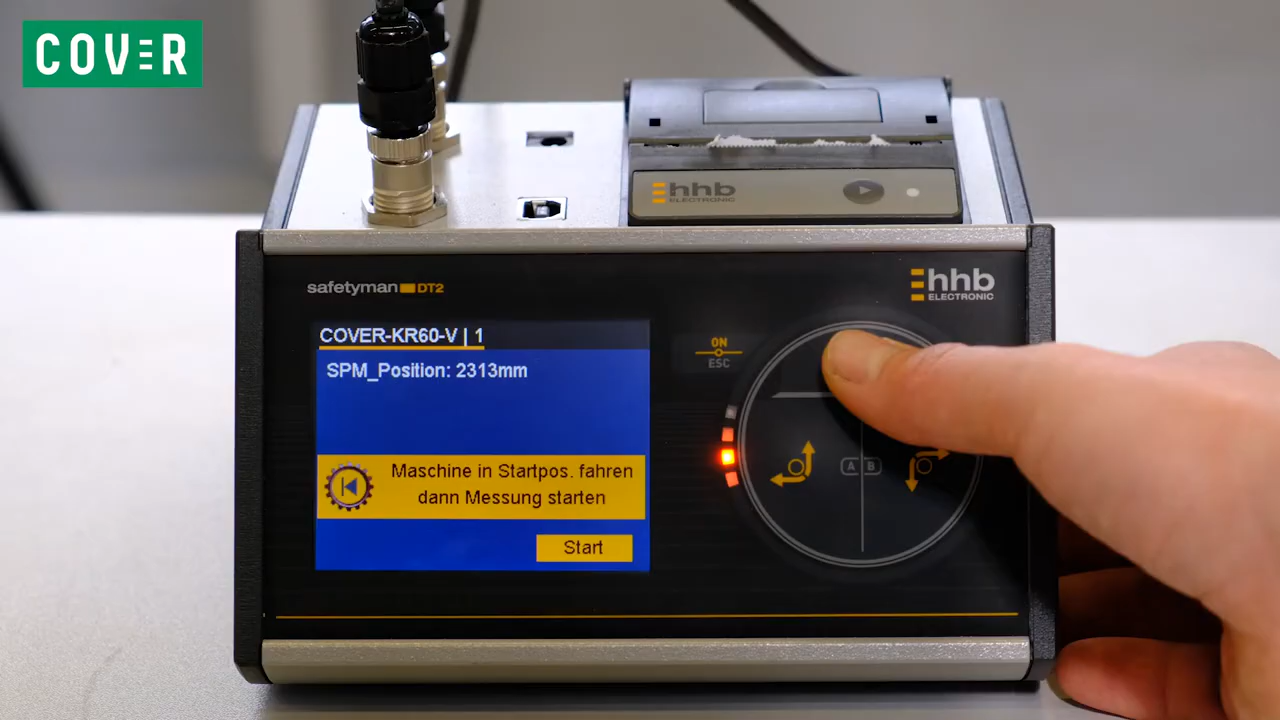 COVER
hhb
ELECTRONIC
safetyman DT2
hhb
ELECTRONIC
COVER-KR60-V | 1
SPM_Position: 2313mm
Maschine in Startpos. fahren
dann Messung starten
Start
ON
ESC
A B